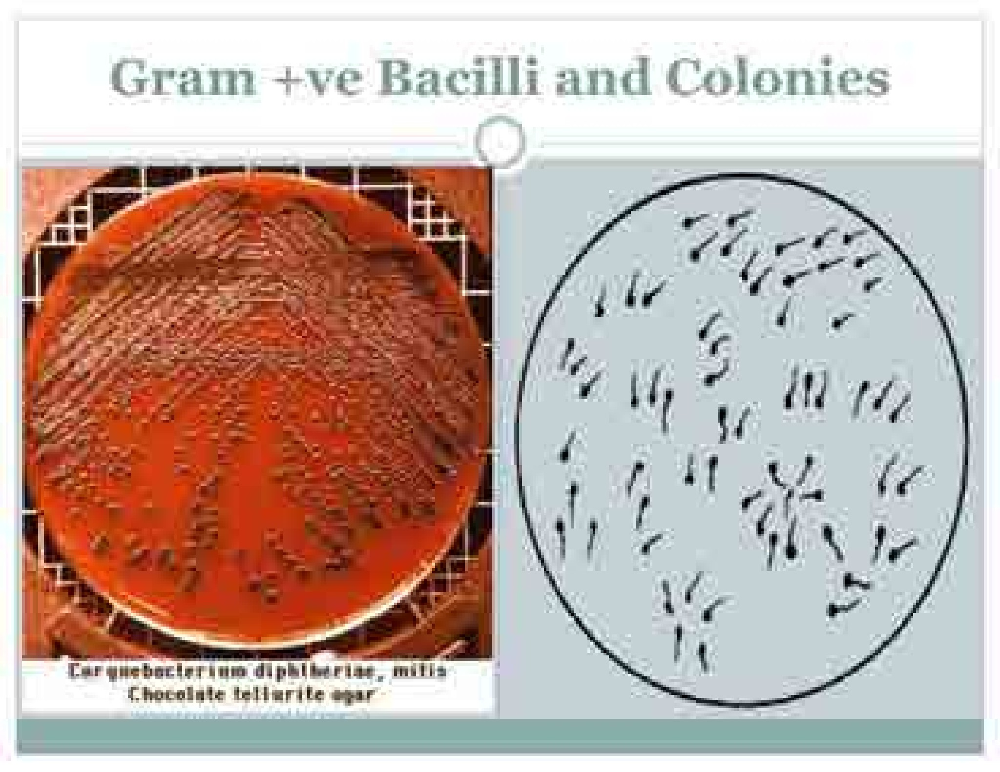 Gram +ve Bacilli and Colonies
Corynebacterium diphtheriae, mitis
Chocolate tellurite agar